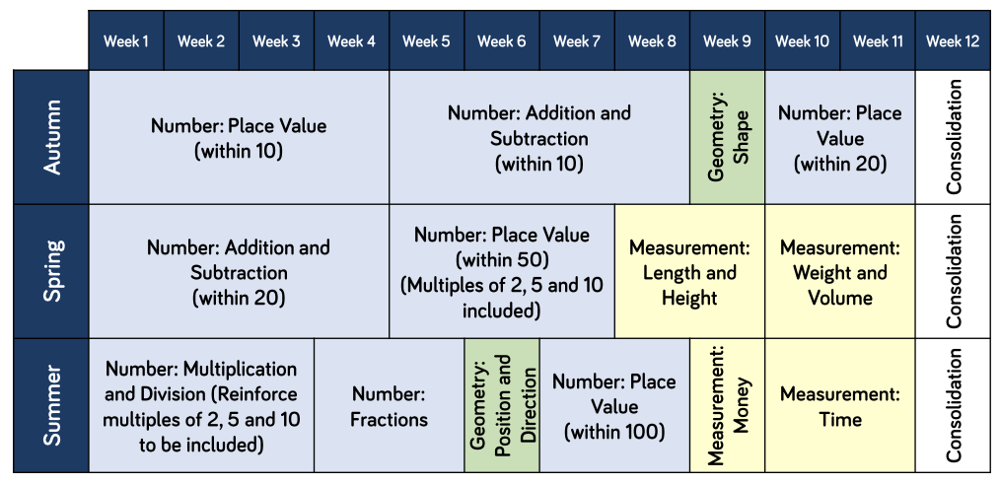 Week 1
Week 2
Week 3
Week 4
Week 5
Week 6
Week 7
Week 8
Week 9
Week 10
Week 11
Week 12
Autumn
Number: Place Value
(within 10)
Number: Addition and
Subtraction
(within 10)
Geometry:
Shape
Number: Place
Value
(within 20)
Consolidation
Spring
Number: Addition and
Subtraction
(within 20)
Number: Place Value
(within 50)
(Multiples of 2, 5 and 10
included)
Measurement:
Length and
Height
Measurement:
Weight and
Volume
Consolidation
Summer
Number: Multiplication
and Division (Reinforce
multiples of 2, 5 and 10
to be included)
Number:
Fractions
Geometry:
Position and
Direction
Number: Place
Value
(within 100)
Measurement:
Money
Measurement:
Time
Consolidation